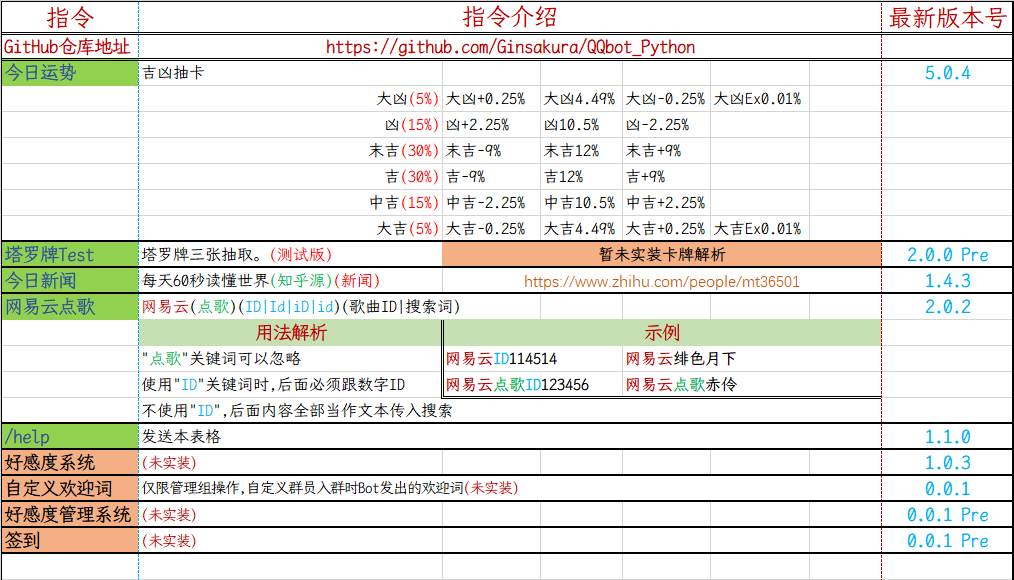 指令 指令介绍 最新版本号
GitHub仓库地址 https://github.com/Ginsakura/QQbot_Python
今日运势 吉凶抽卡 5.0.4
大凶(5%) 大凶+0.25% 大凶4.49% 大凶-0.25% 大凶Ex0.01%
凶(15%) 凶+2.25% 凶10.5% 凶-2.25%
末吉(30%) 末吉-9% 末吉12% 末吉+9%
吉(30%) 吉-9% 吉12% 吉+9%
中吉(15%) 中吉-2.25% 中吉10.5% 中吉+2.25%
大吉(5%) 大吉-0.25% 大吉4.49% 大吉+0.25% 大吉Ex0.01%
塔罗牌Test 塔罗牌三张抽取。(测试版) 暂未实装卡牌解析 2.0.0 Pre
今日新闻 每天60秒读懂世界(知乎源)(新闻) https://www.zhihu.com/people/mt36501 1.4.3
网易云点歌 网易云(点歌)(ID|Id|iD|id)(歌曲ID|搜索词) 2.0.2
用法解析 示例
"点歌"关键词可以忽略 网易云ID114514 网易云绯色月下
使用"ID"关键词时,后面必须跟数字ID 网易云点歌ID123456 网易云点歌赤伶
不使用"ID",后面内容全部当作文本传入搜索
/help 发送本表格 1.1.0
好感度系统 (未实装) 1.0.3
自定义欢迎词 仅限管理组操作,自定义群员入群时Bot发出的欢迎词(未实装) 0.0.1
好感度管理系统 (未实装) 0.0.1 Pre
签到 (未实装) 0.0.1 Pre